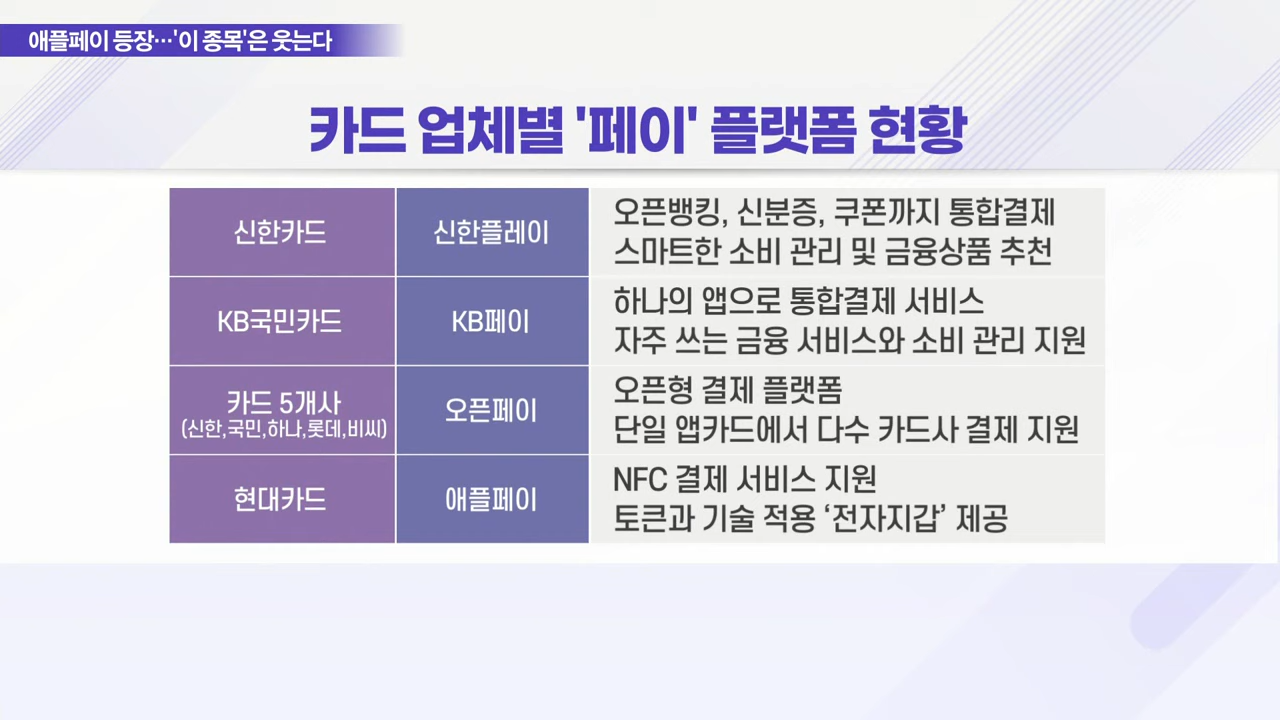 애플페이 등장…'이 종목'은 웃는다
카드 업체별 '페이' 플랫폼 현황
신한카드
신한플레이
오픈뱅킹, 신분증, 쿠폰까지 통합결제
스마트한 소비 관리 및 금융상품 추천
KB국민카드
KB페이
하나의 앱으로 통합결제 서비스
자주 쓰는 금융 서비스와 소비 관리 지원
카드 5개사
(신한,국민,하나,롯데,비씨)
오픈페이
오픈형 결제 플랫폼
단일 앱카드에서 다수 카드사 결제 지원
현대카드
애플페이
NFC 결제 서비스 지원
토큰과 기술 적용 ‘전자지갑’ 제공